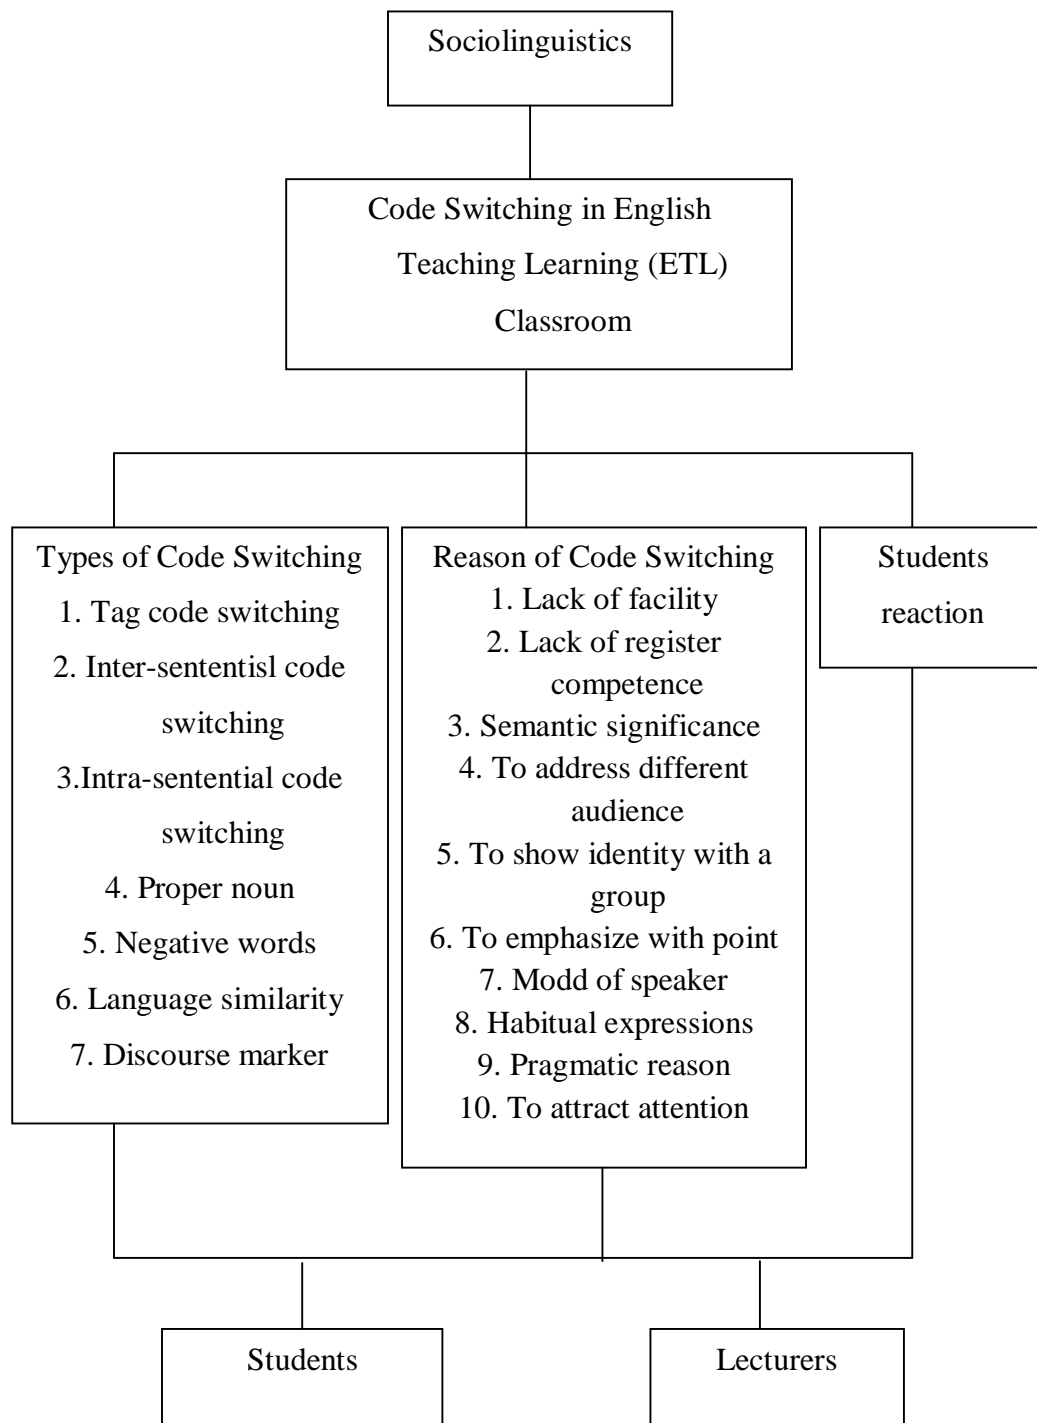 Sociolinguistics
Code Switching in English
Teaching Learning (ETL)
Classroom
Types of Code Switching
1. Tag code switching
2. Inter-sententisl code
switching
3.Intra-sentential code
switching
4. Proper noun
5. Negative words
6. Language similarity
7. Discourse marker
Reason of Code Switching
1. Lack of facility
2. Lack of register
competence
3. Semantic significance
4. To address different
audience
5. To show identity with a
group
6. To emphasize with point
7. Modd of speaker
8. Habitual expressions
9. Pragmatic reason
10. To attract attention
Students
reaction
Students
Lecturers